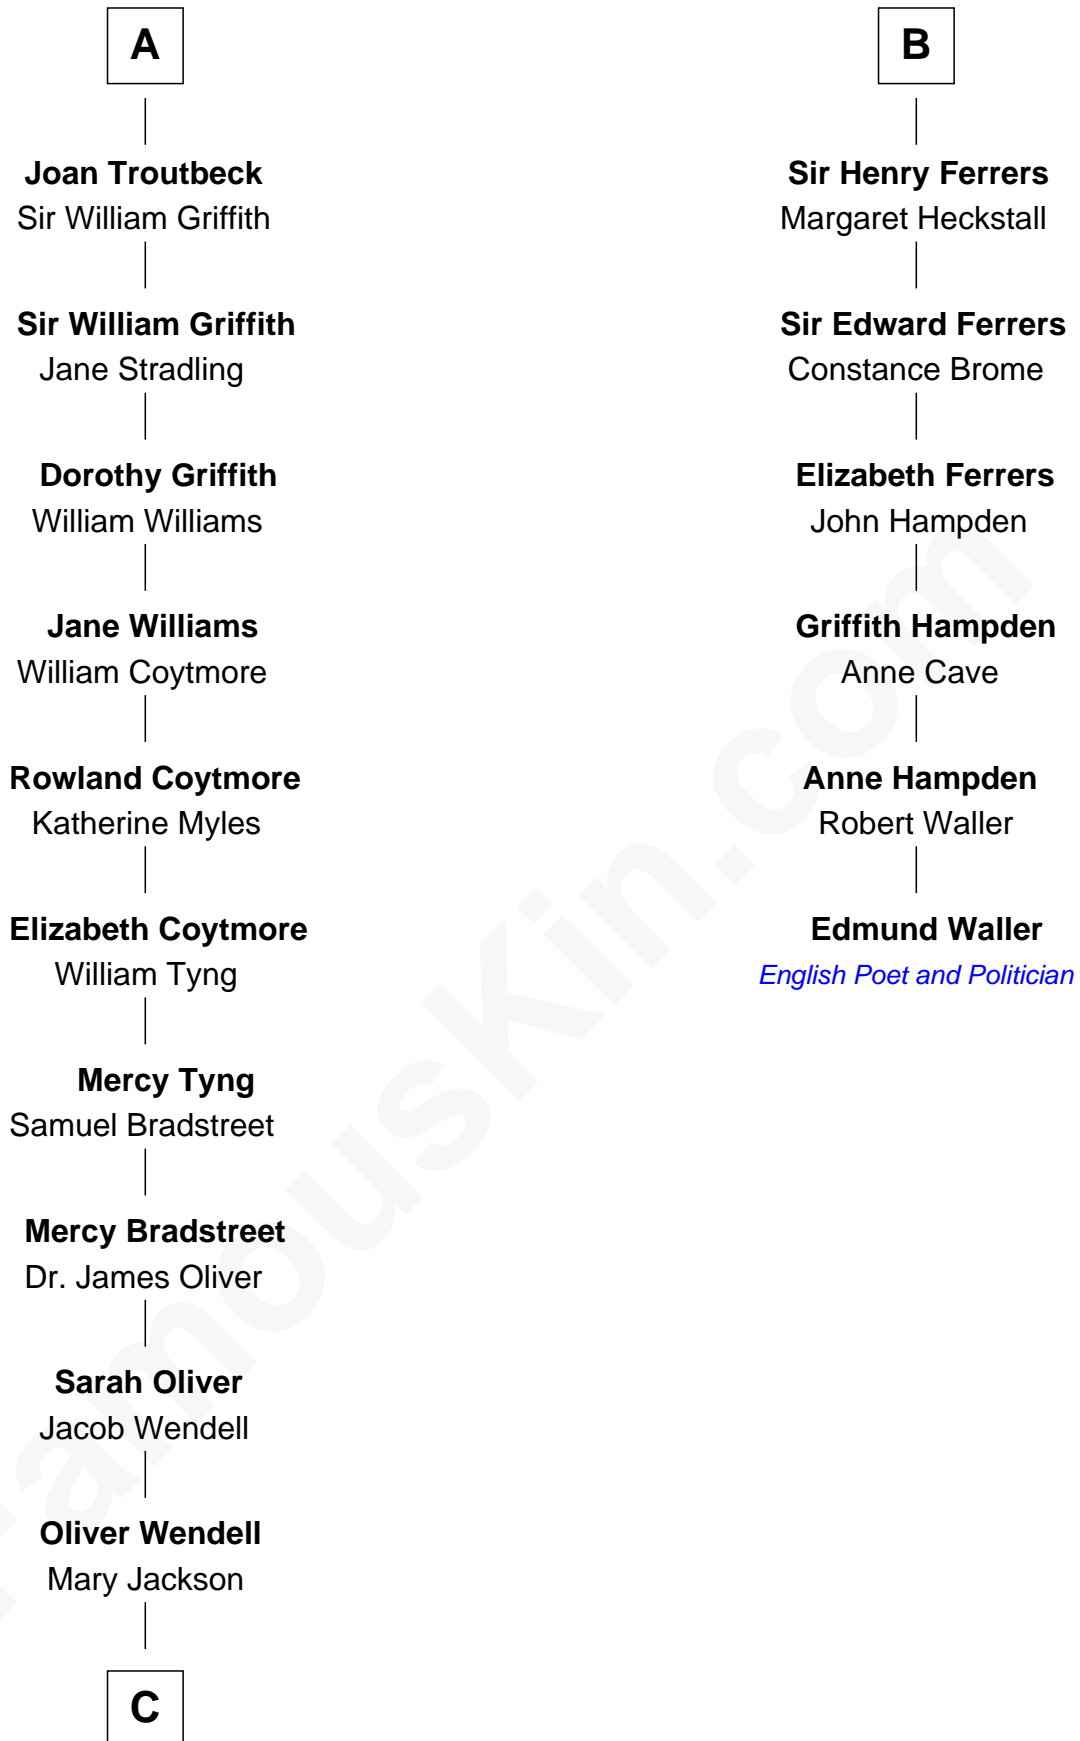 A
Joan Troutbeck
Sir William Griffith
Sir William Griffith
Jane Stradling
Dorothy Griffith
William Williams
Jane Williams
William Coytmore
Rowland Coytmore
Katherine Myles
Elizabeth Coytmore
William Tyng
Mercy Tyng
Samuel Bradstreet
Mercy Bradstreet
Dr. James Oliver
Sarah Oliver
Jacob Wendell
Oliver Wendell
Mary Jackson
C
B
Sir Henry Ferrers
Margaret Heckstall
Sir Edward Ferrers
Constance Brome
Elizabeth Ferrers
John Hampden
Griffith Hampden
Anne Cave
Anne Hampden
Robert Waller
Edmund Waller
English Poet and Politician
FamousKin.com